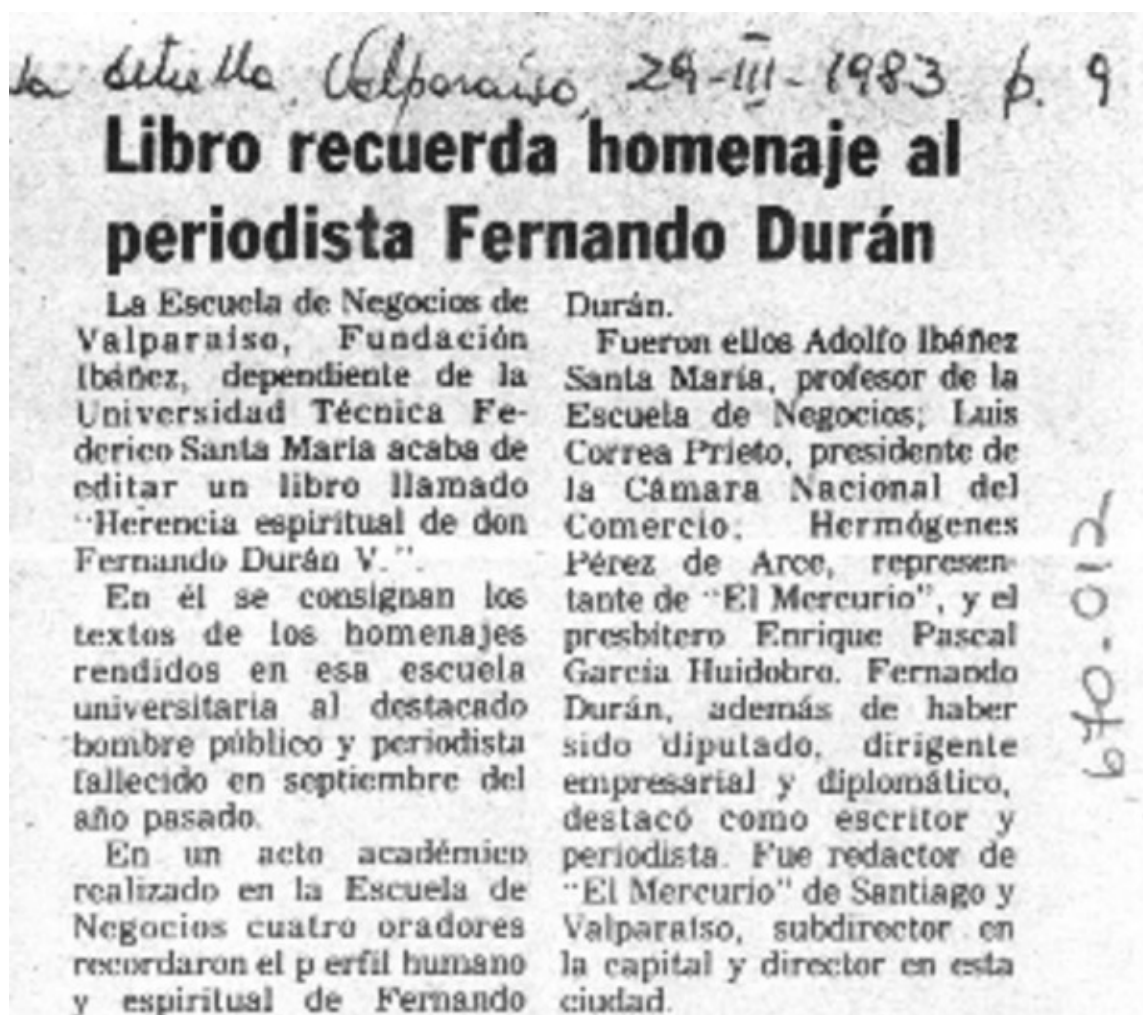 La Estrella, Valparaíso, 29-III-1983 p. 9
Libro recuerda homenaje al
periodista Fernando Durán
La Escuela de Negocios de
Valparaíso, Fundación
Ibáñez, dependiente de la
Universidad Técnica Fe-
derico Santa María acaba de
editar un libro llamado
"Herencia espiritual de don
Fernando Durán V.".
En él se consignan los
textos de los homenajes
rendidos en esa escuela
universitaria al destacado
hombre público y periodista
fallecido en septiembre del
año pasado.
En un acto académico
realizado en la Escuela de
Negocios cuatro oradores
recordaron el p erfil humano
y espiritual de Fernando
Durán.
Fueron ellos Adolfo Ibáñez
Santa María, profesor de la
Escuela de Negocios; Luis
Correa Prieto, presidente de
la Cámara Nacional del
Comercio; Hermógenes
Pérez de Arce, represen-
tante de "El Mercurio", y el
presbítero Enrique Pascal
García Huidobro. Fernando
Durán, además de haber
sido diputado, dirigente
empresarial y diplomático,
destacó como escritor y
periodista. Fue redactor de
"El Mercurio" de Santiago y
Valparaíso, subdirector en
la capital y director en esta
ciudad.
670-012